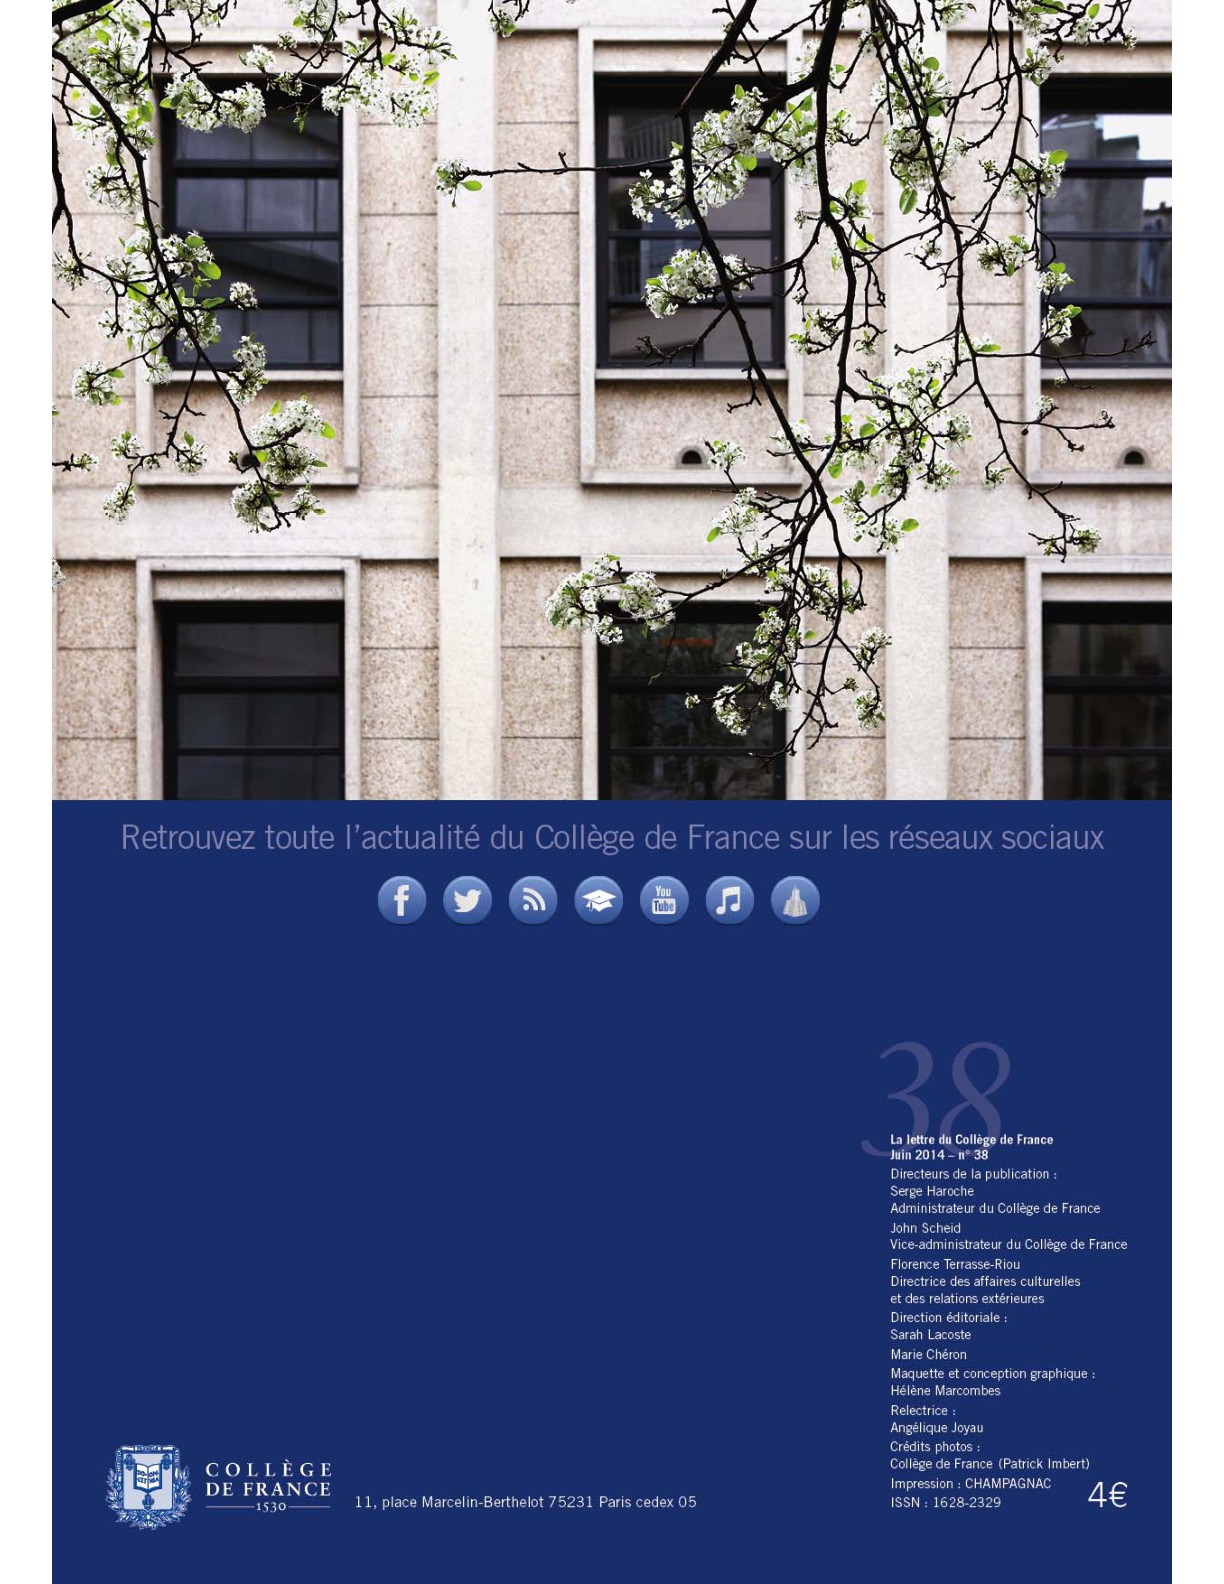 Retrouvez toute l’actualité du Collège de France sur les réseaux sociaux
You
Tube
38
La lettre du Collège de France
Juin 2014 – n° 38
Directeurs de la publication :
Serge Haroche
Administrateur du Collège de France
John Scheid
Vice-administrateur du Collège de France
Florence Terrasse-Riou
Directrice des affaires culturelles
et des relations extérieures
Direction éditoriale :
Sarah Lacoste
Marie Chéron
Maquette et conception graphique :
Hélène Marcombes
Relectrice :
Angélique Joyau
Crédits photos :
Collège de France (Patrick Imbert)
Impression : CHAMPAGNAC
ISSN : 1628-2329
4€
COLLÈGE
DE FRANCE
1530
11, place Marcelin-Berthelot 75231 Paris cedex 05